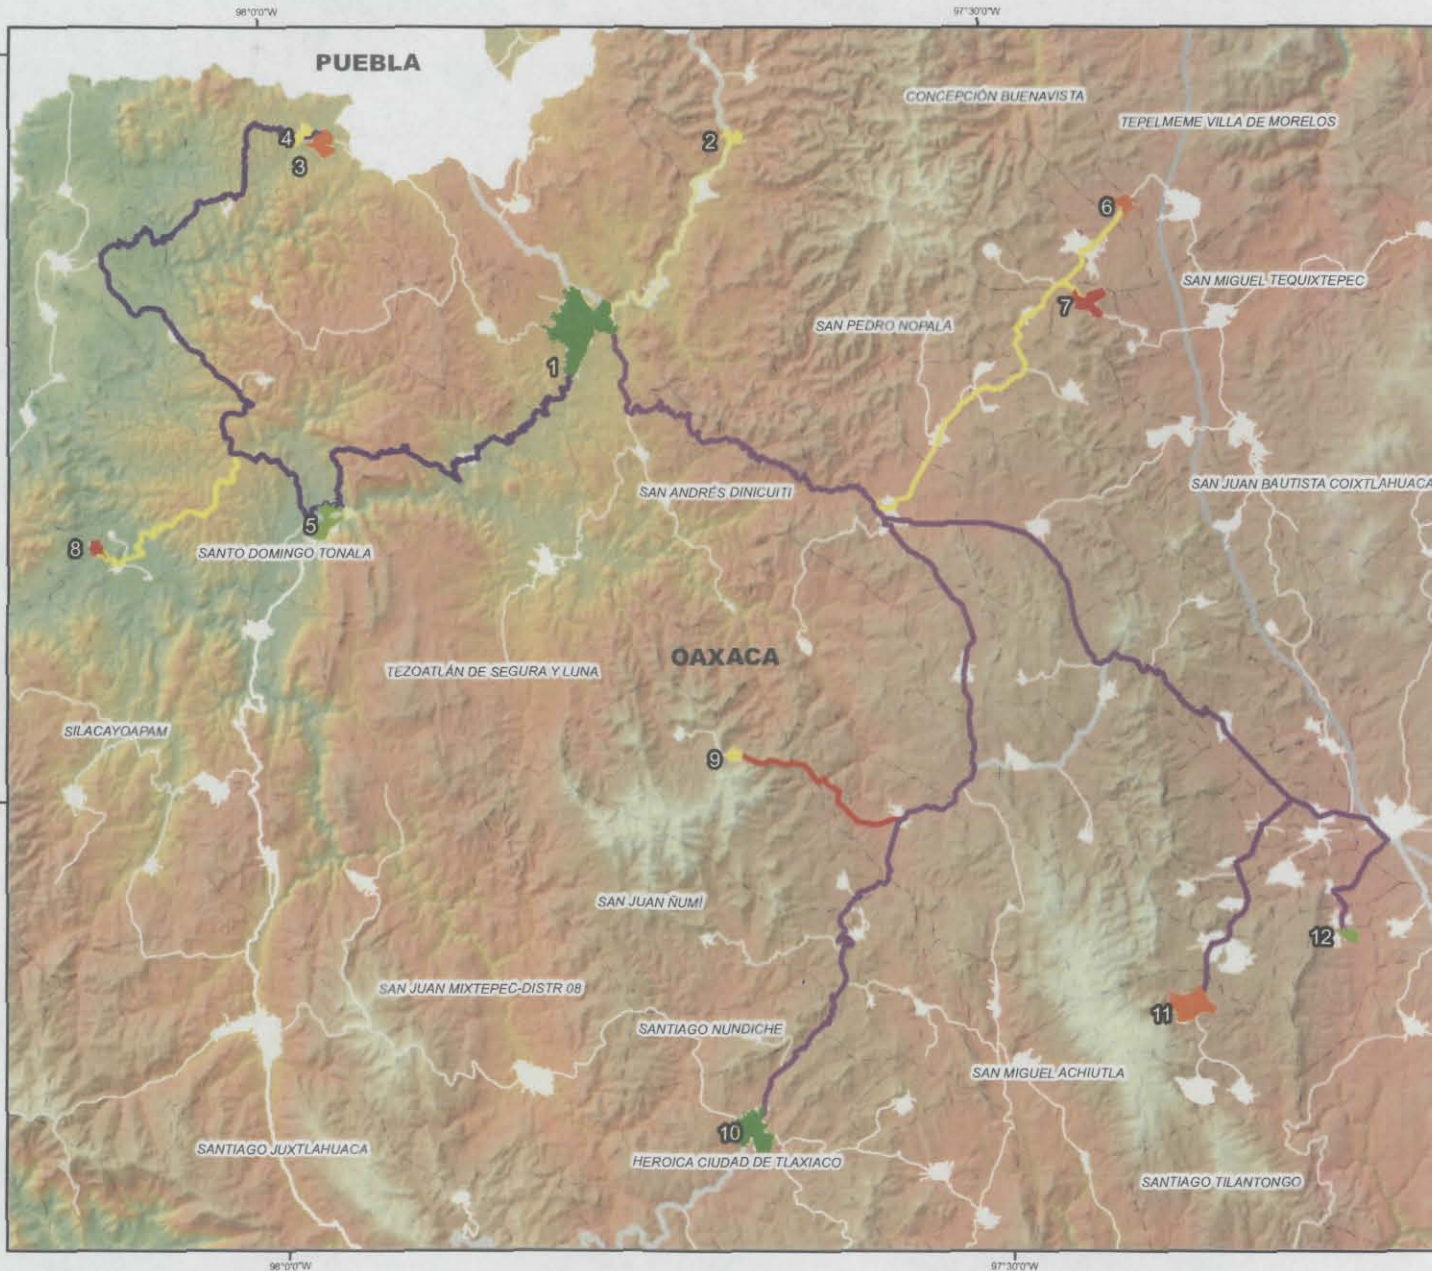 98°0'0"W
97°30'0"W
PUEBLA
CONCEPCIÓN BUENAVISTA
TEPELMEME VILLA DE MORELOS
4
3
2
6
SAN MIGUEL TEQUIXTEPEC
7
SAN PEDRO NOPALA
1
SAN JUAN BAUTISTA COIXTLAHUACA
SAN ANDRÉS DINICUITI
5
8
SANTO DOMINGO TONALÁ
OAXACA
TEZOATLÁN DE SEGURA Y LUNA
SILACAYOAPAM
9
SAN JUAN ÑUMÍ
12
SAN JUAN MIXTEPEC-DISTR 08
11
SANTIAGO NUNDICHE
SAN MIGUEL ACHIUTLA
10
SANTIAGO JUXTLAHUACA
HEROICA CIUDAD DE TLAXIACO
SANTIAGO TILANTONGO
98°0'0"W
97°30'0"W